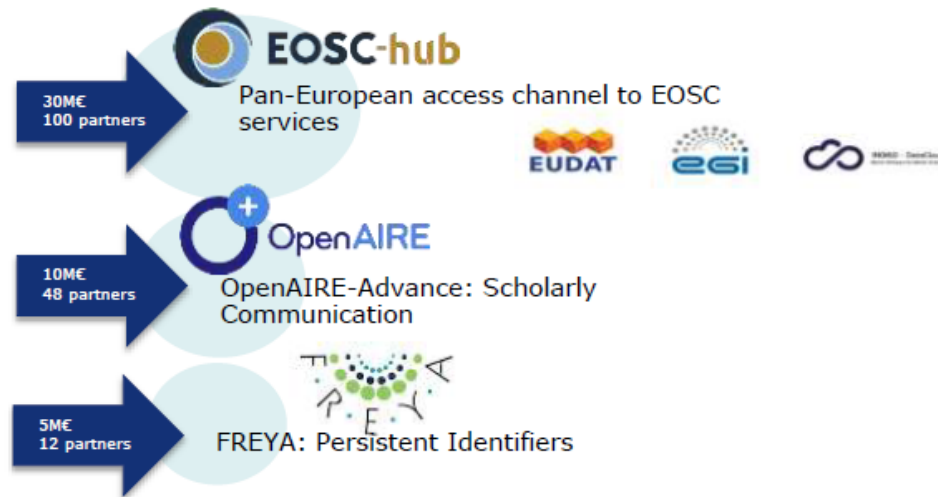 EOSC-hub
30M€
100 partners
Pan-European access channel to EOSC
services
EUDAT
egi
OpenAIRE
10M€
48 partners
OpenAIRE-Advance: Scholarly
Communication
FREYA
5M€
12 partners
FREYA: Persistent Identifiers